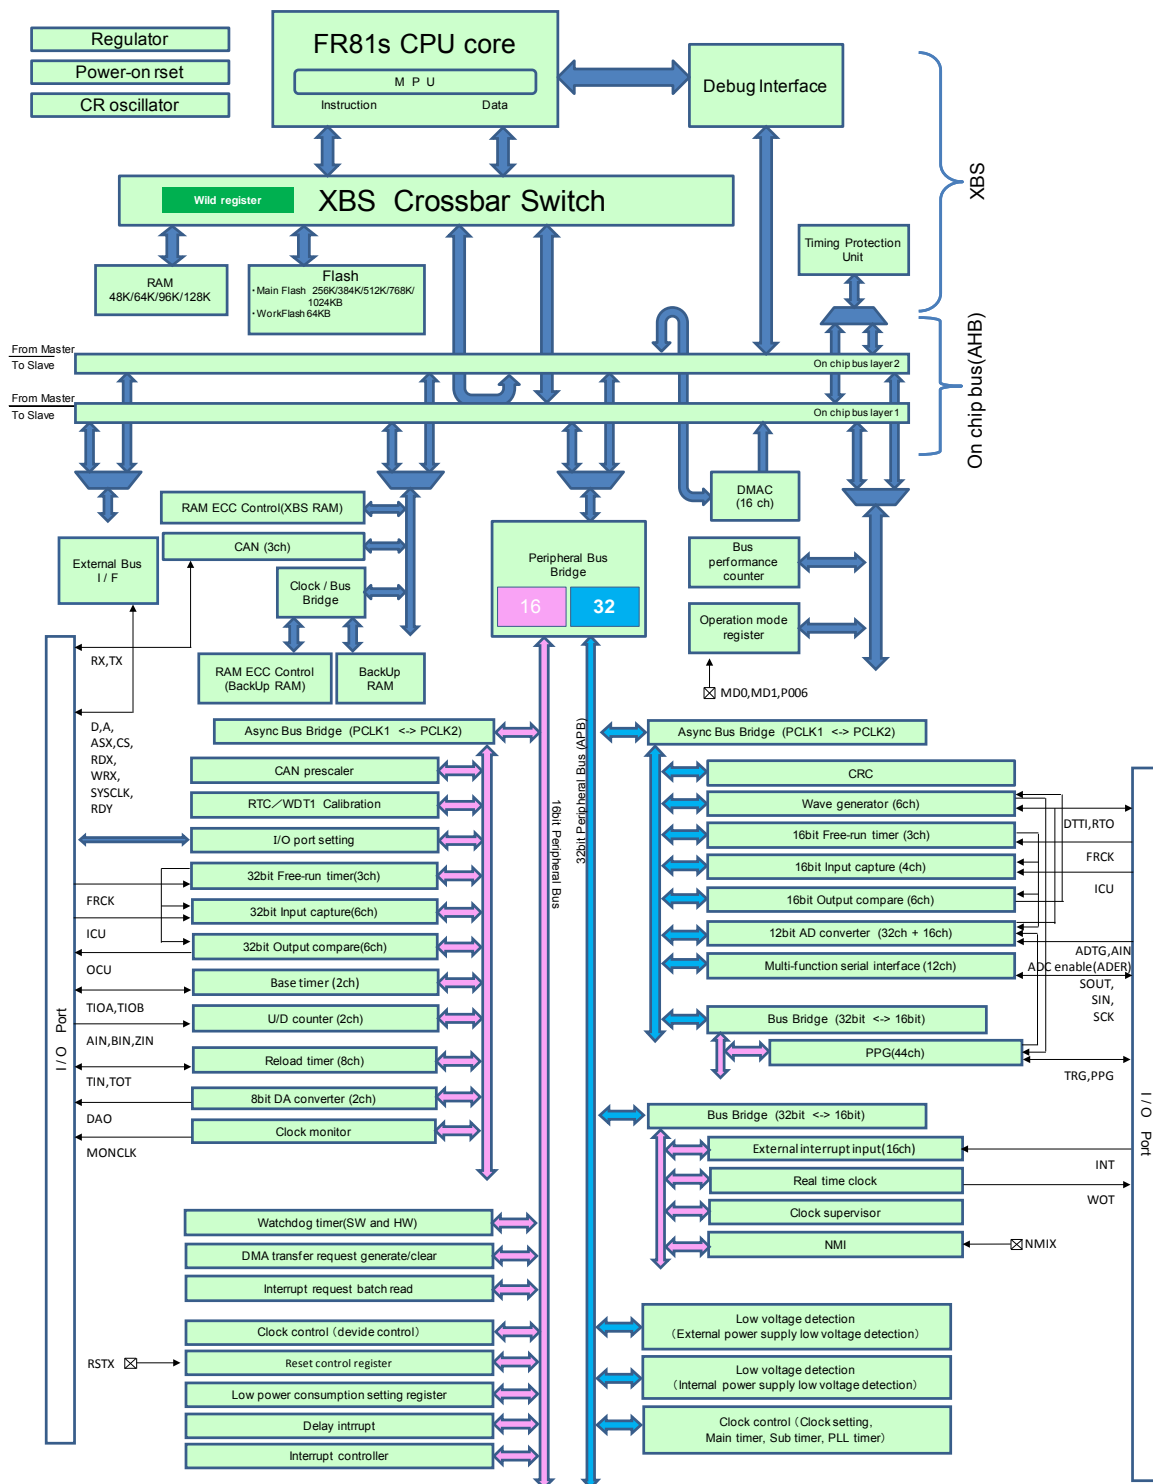 Regulator
Power-on rset
CR oscillator
FR81s CPU core
M P U
Instruction
Data
Debug Interface
XBS
Wild register
XBS Crossbar Switch
Timing Protection
Unit
RAM
48K/64K/96K/128K
Flash
・Main Flash 256K/384K/512K/768K/
1024KB
・WorkFlash 64KB
On chip bus(AHB)
From Master
To Slave
On chip bus layer 2
From Master
To Slave
On chip bus layer 1
RAM ECC Control(XBS RAM)
CAN (3ch)
External Bus
I / F
Clock / Bus
Bridge
RAM ECC Control
(BackUp RAM)
BackUp
RAM
Peripheral Bus
Bridge
16
32
DMAC
(16 ch)
Bus
performance
counter
Operation mode
register
MD0,MD1,P006
RX,TX
D,A,
ASX,CS,
RDX,
WRX,
SYSCLK,
RDY
I / O Port
16bit Peripheral Bus
32bit Peripheral Bus (APB)
Async Bus Bridge (PCLK1 <-> PCLK2)
CAN prescaler
RTC／WDT1 Calibration
I/O port setting
32bit Free-run timer(3ch)
FRCK
32bit Input capture(6ch)
ICU
32bit Output compare(6ch)
OCU
Base timer (2ch)
TIOA,TIOB
U/D counter (2ch)
AIN,BIN,ZIN
Reload timer (8ch)
TIN,TOT
8bit DA converter (2ch)
DAO
Clock monitor
MONCLK
Watchdog timer(SW and HW)
DMA transfer request generate/clear
Interrupt request batch read
Clock control（devide control）
RSTX
Reset control register
Low power consumption setting register
Delay intrrupt
Interrupt controller
Async Bus Bridge (PCLK1 <-> PCLK2)
CRC
Wave generator (6ch)
DTTI,RTO
16bit Free-run timer (3ch)
FRCK
16bit Input capture (4ch)
ICU
16bit Output compare (6ch)
12bit AD converter (32ch + 16ch)
ADTG,AIN
ADC enable(ADER)
Multi-function serial interface (12ch)
SOUT,
SIN,
SCK
Bus Bridge (32bit <-> 16bit)
PPG(44ch)
TRG,PPG
I / O Port
Bus Bridge (32bit <-> 16bit)
External interrupt input(16ch)
INT
Real time clock
WOT
Clock supervisor
NMI
NMIX
Low voltage detection
（External power supply low voltage detection）
Low voltage detection
（Internal power supply low voltage detection）
Clock control（Clock setting,
Main timer, Sub timer, PLL timer）